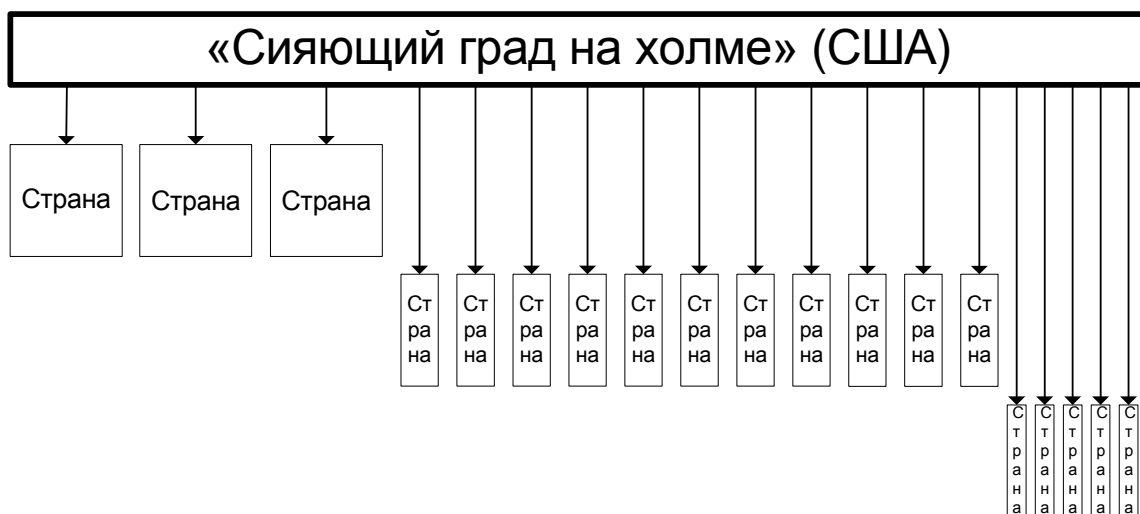 «Сияющий град на холме» (США)
Страна
Страна
Страна
Ст
ра
на
Ст
ра
на
Ст
ра
на
Ст
ра
на
Ст
ра
на
Ст
ра
на
Ст
ра
на
Ст
ра
на
Ст
ра
на
Ст
ра
на
Ст
ра
на
С
т
р
а
н
а
С
т
р
а
н
а
С
т
р
а
н
а
С
т
р
а
н
а
С
т
р
а
н
а